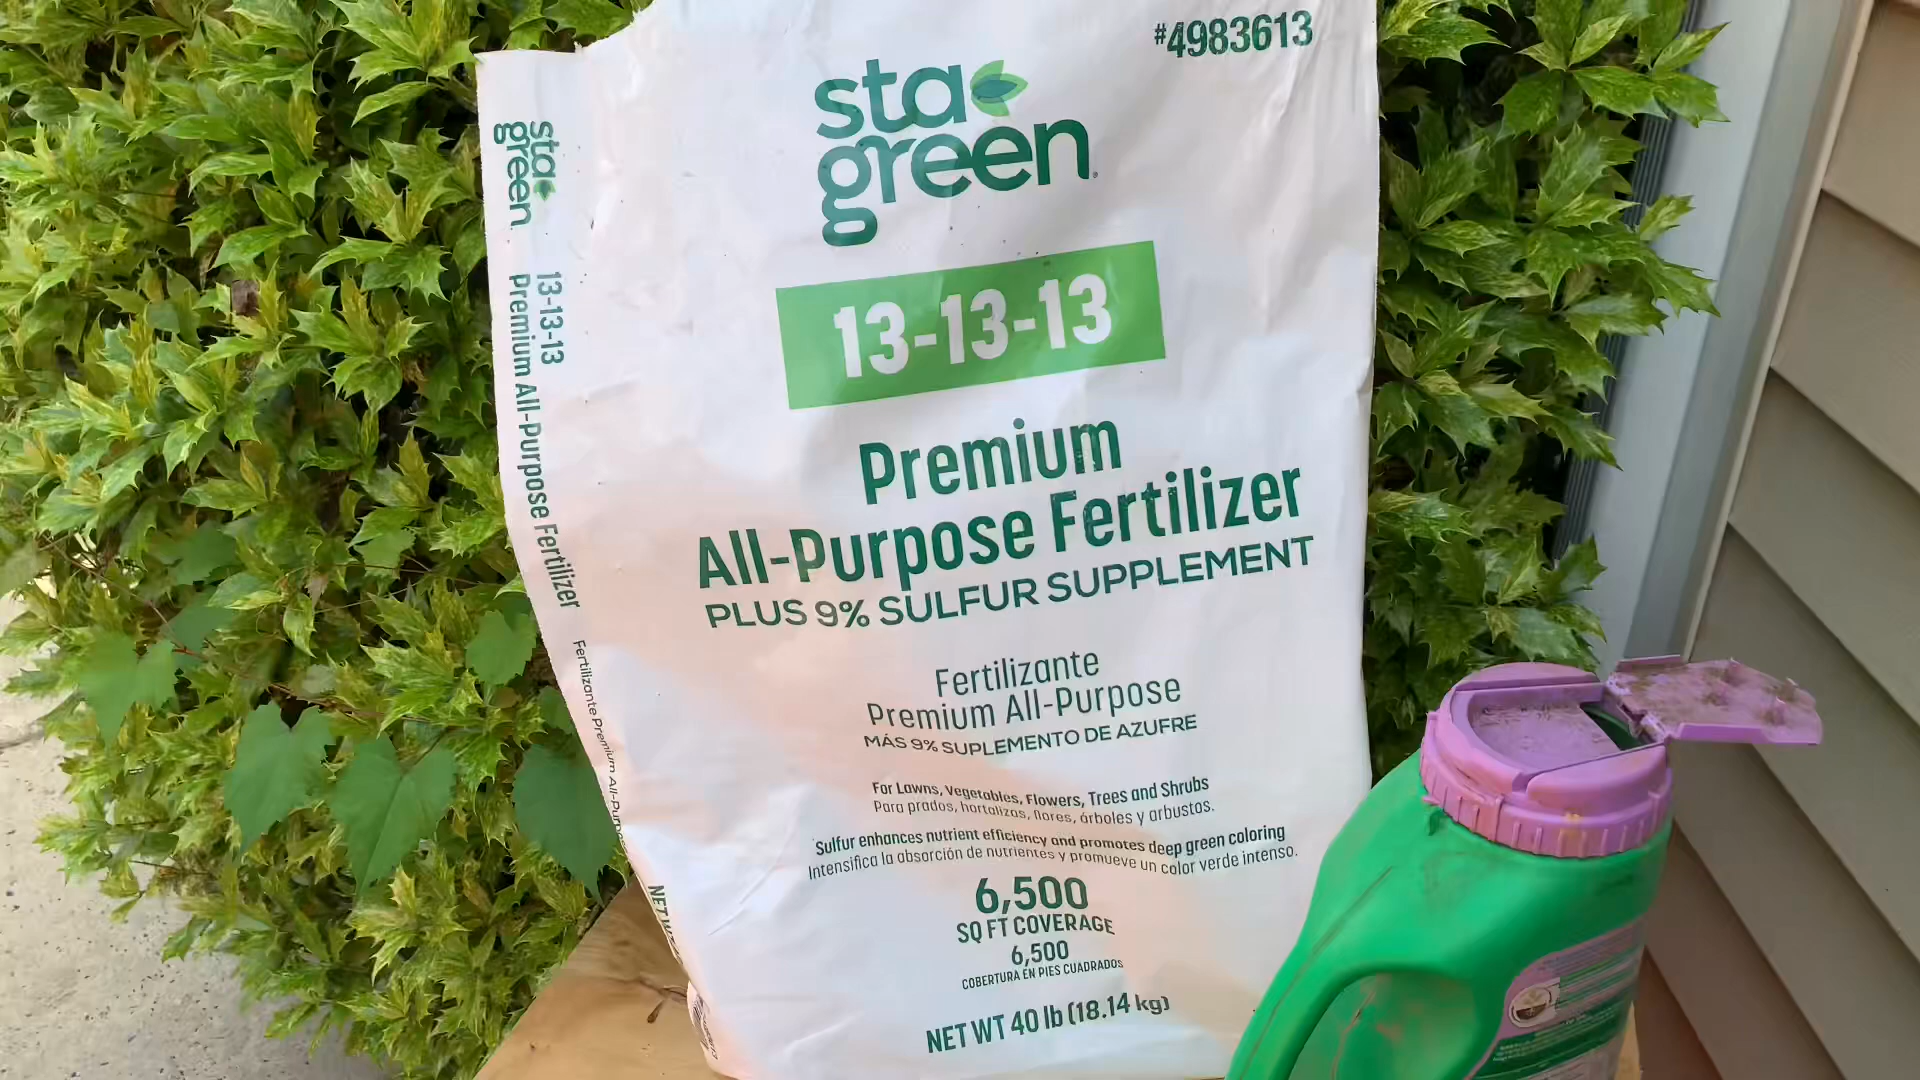 #4983613
sta
green
13-13-13
Premium
All-Purpose Fertilizer
PLUS 9% SULFUR SUPPLEMENT
Fertilizante
Premium All-Purpose
MÁS 9% SUPLEMENTO DE AZUFRE
For Lawns, Vegetables, Flowers, Trees and Shrubs
Para prados, hortalizas, flores, árboles y arbustos.
Sulfur enhances nutrient efficiency and promotes deep green coloring
Intensifica la absorción de nutrientes y promueve un color verde intenso.
6,500
SQ FT COVERAGE
6,500
COBERTURA EN PIES CUADRADOS
NET WT 40 lb (18.14 kg)
sta
green
13-13-13
Premium All-Purpose Fertilizer
Fertilizante Premium
NET